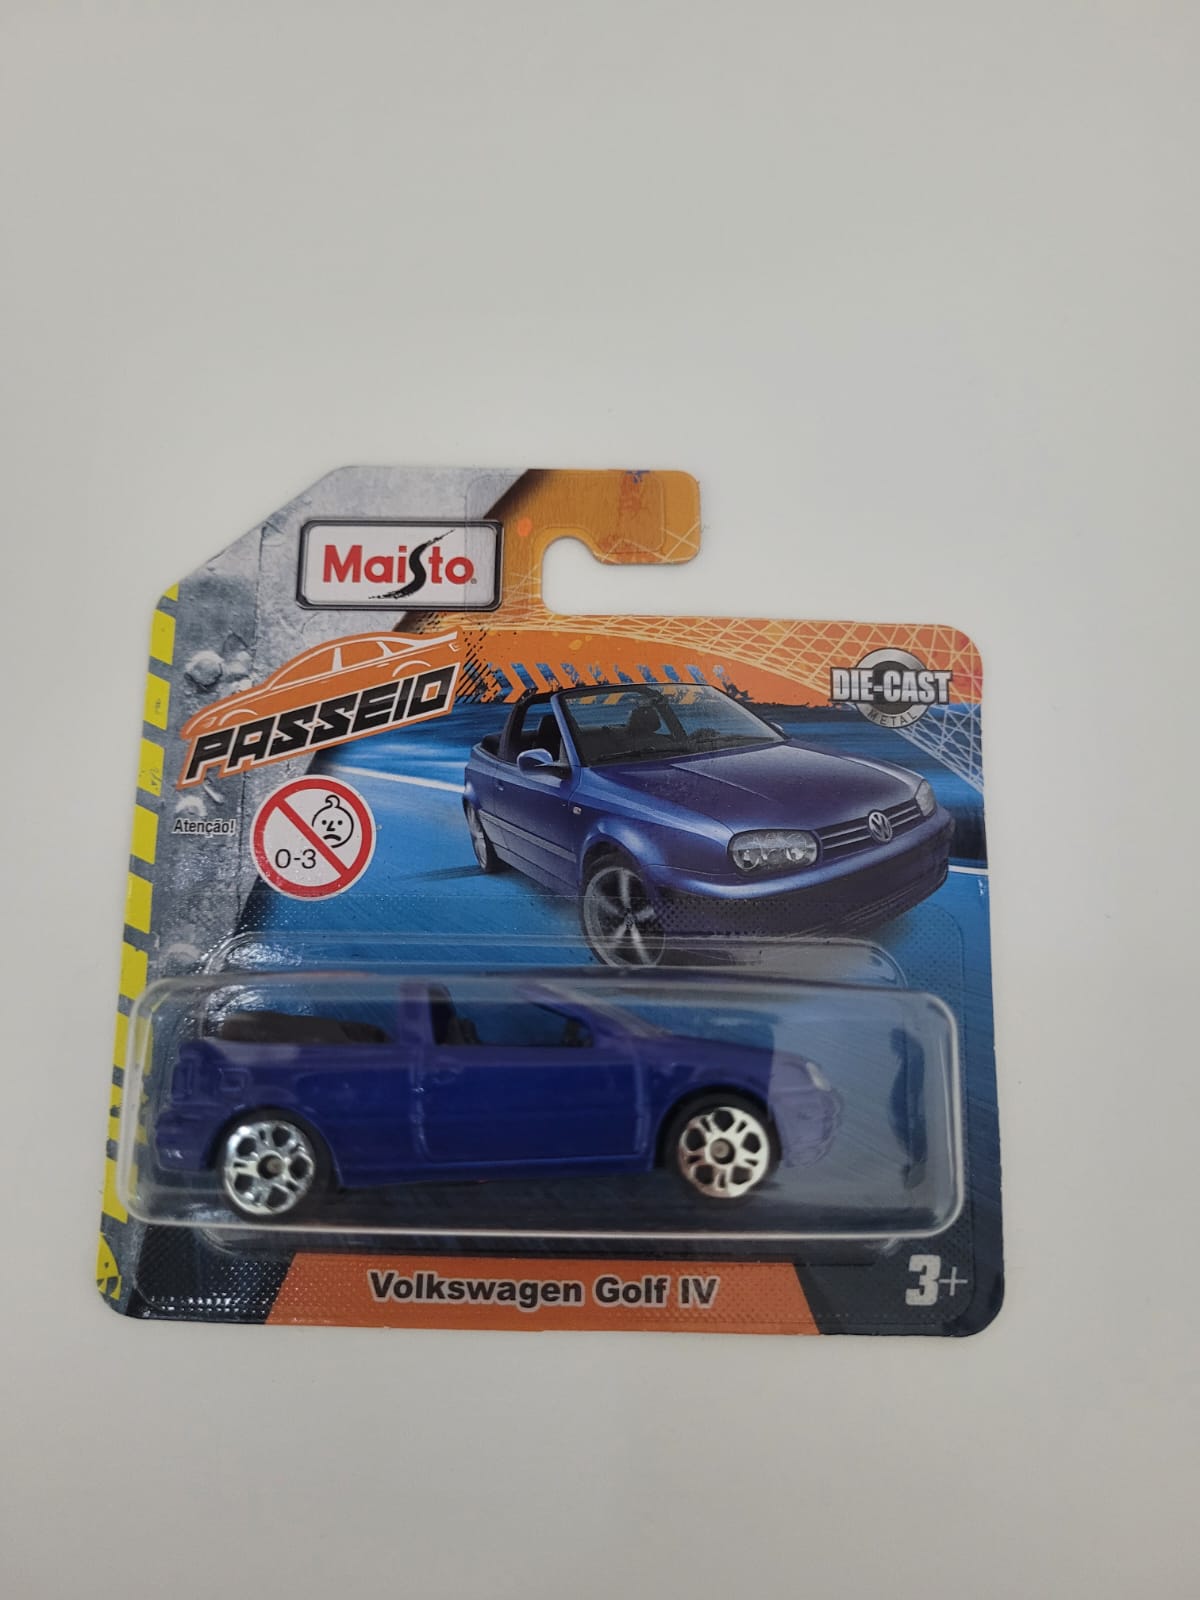 Maisto
DIE-CAST
METAL
PASSEIO
Atenção!
0-3
Volkswagen Golf IV
3+